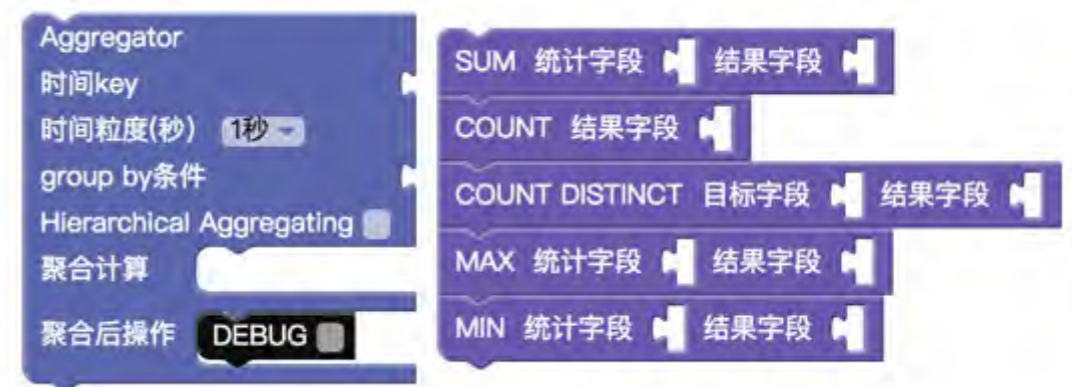 Aggregator
时间key
时间粒度(秒) 1秒
group by条件
Hierarchical Aggregating
聚合计算
聚合后操作 DEBUG
SUM 统计字段 结果字段
COUNT 结果字段
COUNT DISTINCT 目标字段 结果字段
MAX 统计字段 结果字段
MIN 统计字段 结果字段